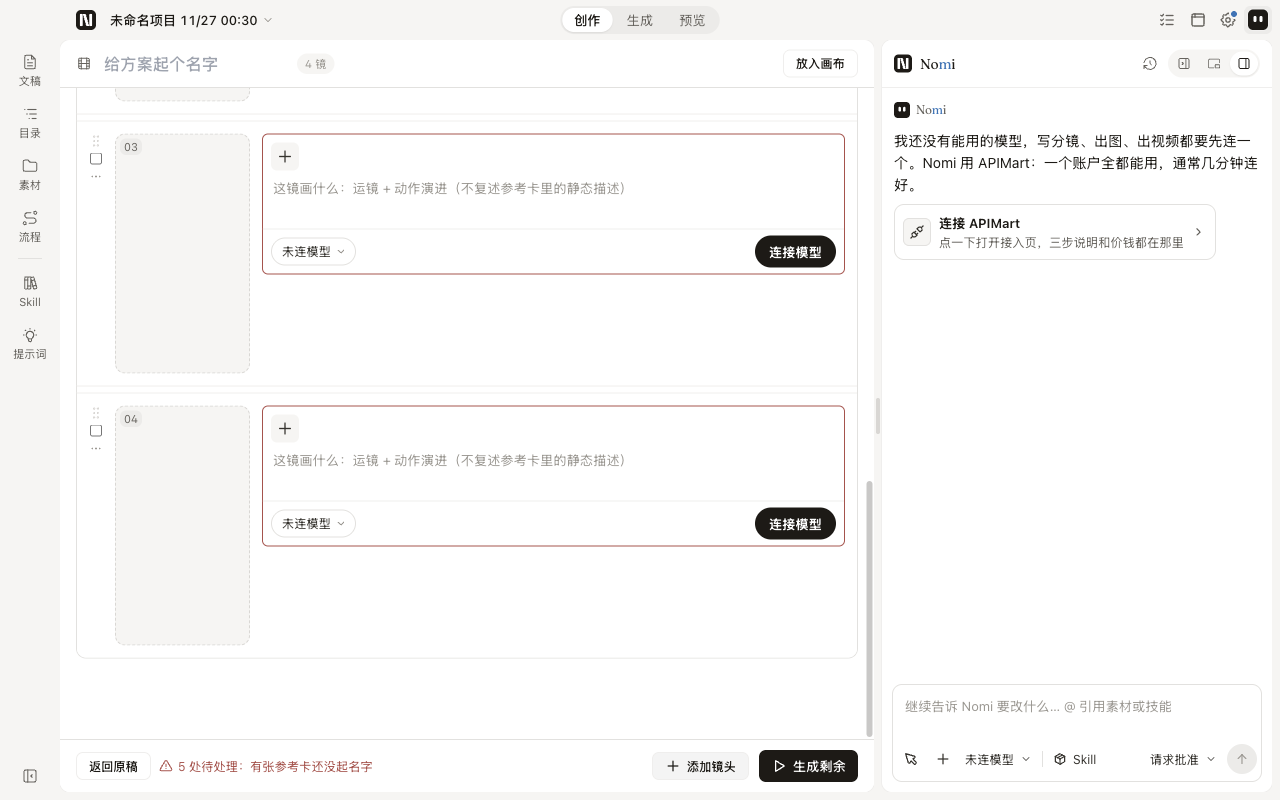 未命名项目 11/27 00:30
创作
生成
预览
文稿
目录
素材
流程
Skill
提示词
给方案起个名字
4 镜
放入画布
03
这镜画什么：运镜 + 动作演进（不复述参考卡里的静态描述）
未连模型
连接模型
04
这镜画什么：运镜 + 动作演进（不复述参考卡里的静态描述）
未连模型
连接模型
返回原稿
5 处待处理：有张参考卡还没起名字
添加镜头
生成剩余
Nomi
Nomi
我还没有能用的模型，写分镜、出图、出视频都要先连一
个。Nomi 用 APIMart：一个账户全都能用，通常几分钟连
好。
连接 APIMart
点一下打开接入页，三步说明和价钱都在那里
继续告诉 Nomi 要改什么... @ 引用素材或技能
未连模型
Skill
请求批准